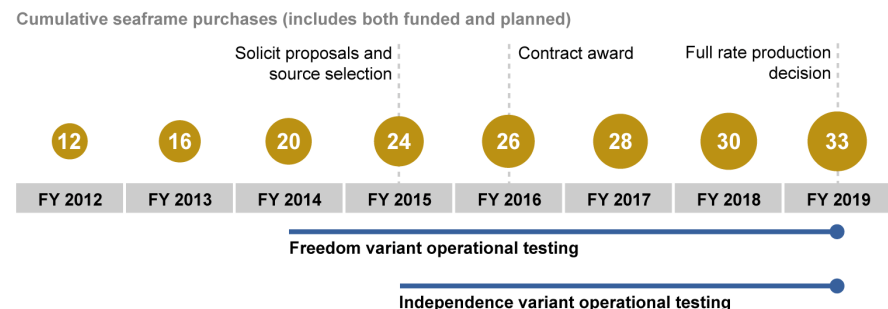 Cumulative seaframe purchases (includes both funded and planned)
Solicit proposals and
source selection
Contract award
Full rate production
decision
12 16 20 24 26 28 30 33
FY 2012 FY 2013 FY 2014 FY 2015 FY 2016 FY 2017 FY 2018 FY 2019
Freedom variant operational testing
Independence variant operational testing